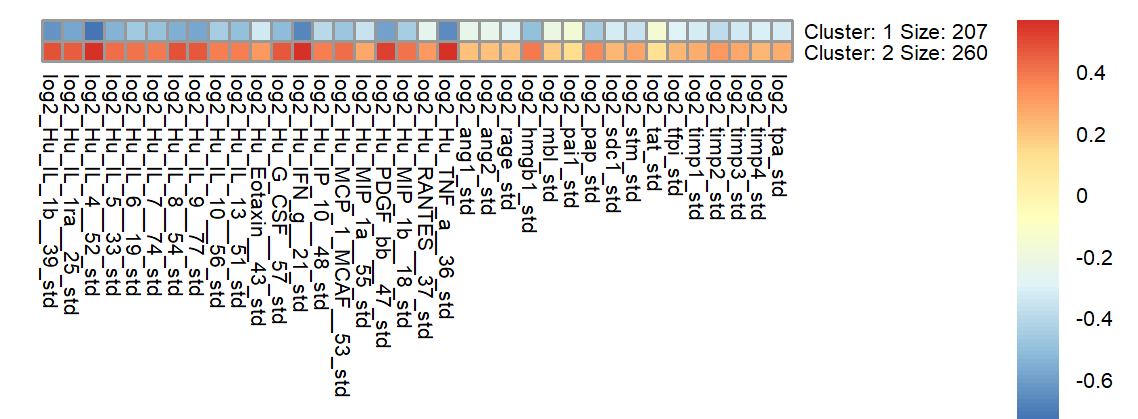 Cluster: 1 Size: 207
Cluster: 2 Size: 260
log2_Hu_IL_1b__39_std
log2_Hu_IL_1ra__25_std
log2_Hu_IL_4__52_std
log2_Hu_IL_5__33_std
log2_Hu_IL_6__19_std
log2_Hu_IL_7__74_std
log2_Hu_IL_8__54_std
log2_Hu_IL_9__77_std
log2_Hu_IL_10__56_std
log2_Hu_IL_13__51_std
log2_Hu_Eotaxin__43_std
log2_Hu_G_CSF__57_std
log2_Hu_IFN_g__21_std
log2_Hu_IP_10__48_std
log2_Hu_MCP_1_MCAF__53_std
log2_Hu_MIP_1a__55_std
log2_Hu_PDGF_bb__47_std
log2_Hu_MIP_1b__18_std
log2_Hu_RANTES__37_std
log2_Hu_TNF_a__36_std
log2_ang1_std
log2_ang2_std
log2_rage_std
log2_hmgb1_std
log2_mbl_std
log2_pai1_std
log2_pap_std
log2_sdc1_std
log2_stm_std
log2_tat_std
log2_tfpi_std
log2_timp1_std
log2_timp2_std
log2_timp3_std
log2_timp4_std
log2_tpa_std
0.4
0.2
0
-0.2
-0.4
-0.6